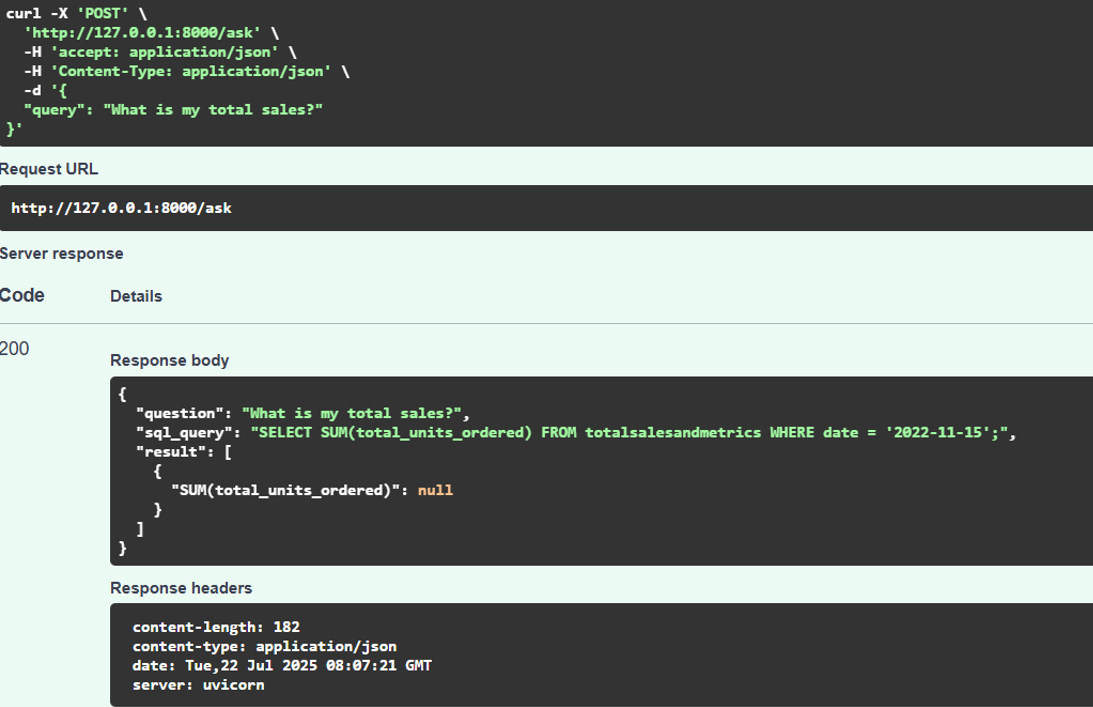 curl -X 'POST' \
  'http://127.0.0.1:8000/ask' \
  -H 'accept: application/json' \
  -H 'Content-Type: application/json' \
  -d '{
  "query": "What is my total sales?"
}'
Request URL
http://127.0.0.1:8000/ask
Server response
Code Details
200
Response body
{
  "question": "What is my total sales?",
  "sql_query": "SELECT SUM(total_units_ordered) FROM totalsalesandmetrics WHERE date = '2022-11-15';",
  "result": [
    {
      "SUM(total_units_ordered)": null
    }
  ]
}
Response headers
content-length: 182
content-type: application/json
date: Tue,22 Jul 2025 08:07:21 GMT
server: uvicorn